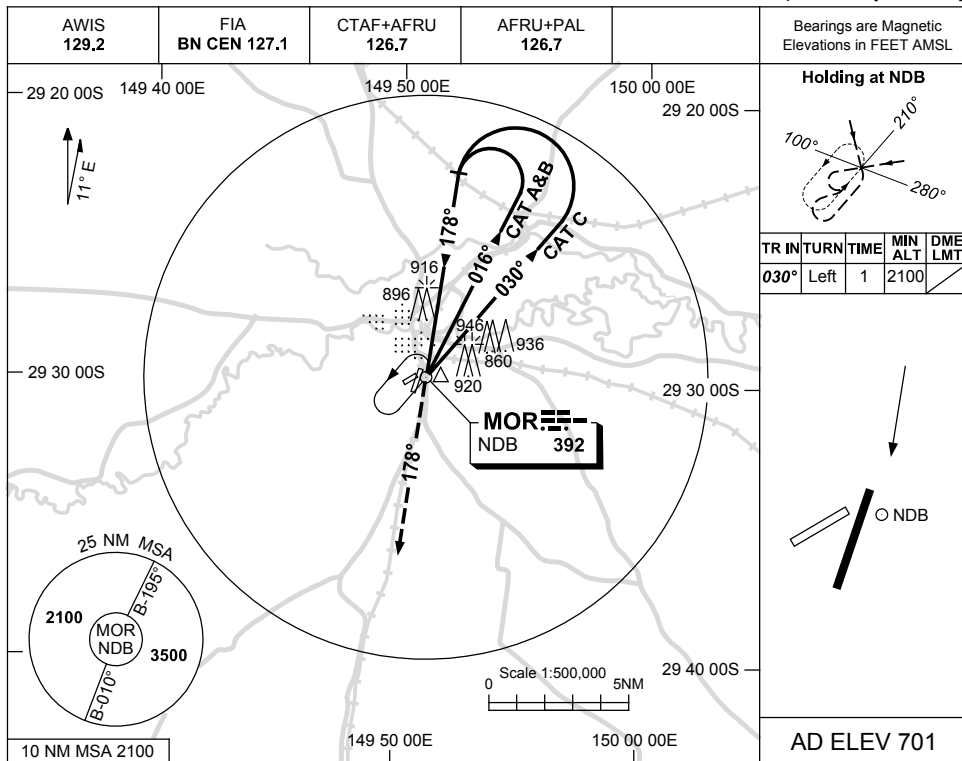 AWIS
129.2
FIA
BN CEN 127.1
CTAF+AFRU
126.7
AFRU+PAL
126.7
Bearings are Magnetic
Elevations in FEET AMSL
29 20 00S
149 40 00E
149 50 00E
150 00 00E
29 20 00S
11° E
178°
016°
CAT A&B
030°
CAT C
916
896
946
936
860
920
29 30 00S
29 30 00S
MOR
NDB 392
178°
25 NM MSA
2100
B-195°
MOR
NDB
3500
B-010°
10 NM MSA 2100
Scale 1:500,000
0 5NM
29 40 00S
149 50 00E
150 00 00E
Holding at NDB
210°
100°
280°
TR IN TURN TIME MIN ALT DME LMT
030° Left 1 2100
NDB
AD ELEV 701